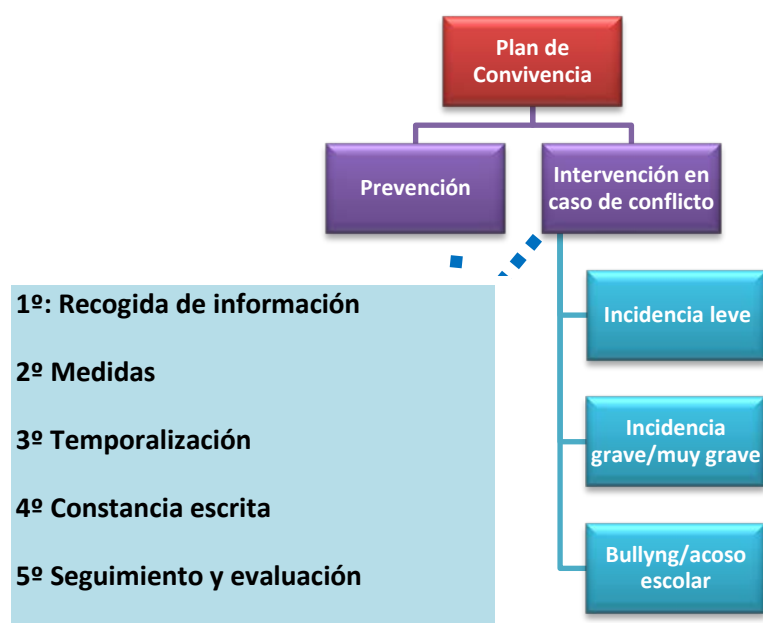 Plan de
Convivencia
Prevención
Intervención en
caso de conflicto
1º: Recogida de información
2º Medidas
3º Temporalización
4º Constancia escrita
5º Seguimiento y evaluación
Incidencia leve
Incidencia
grave/muy grave
Bullyng/acoso
escolar